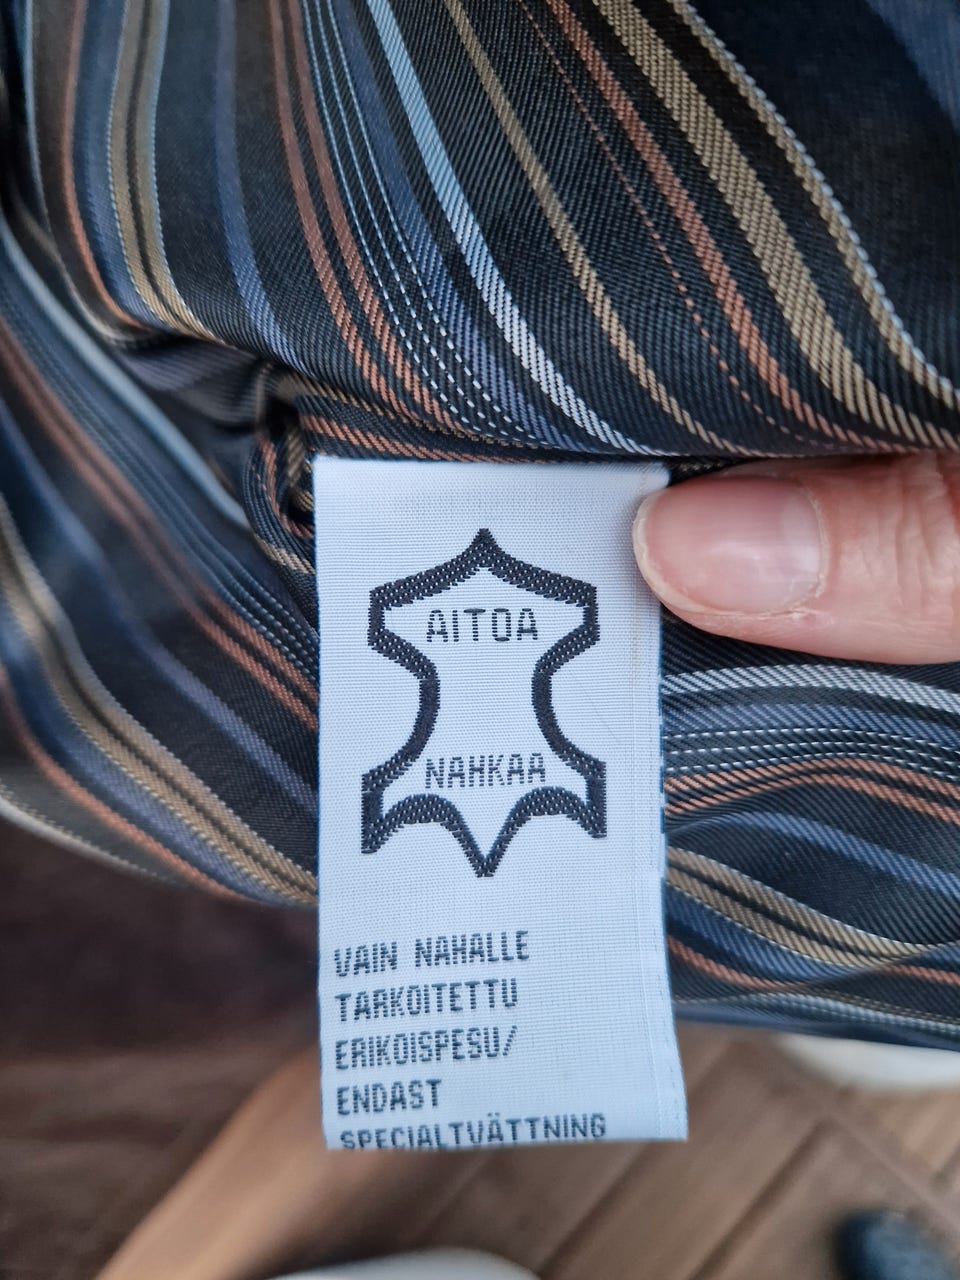 AITOA
NAHKAA
VAIN NAHALLE
TARKOITETTU
ERIKOISPESU/
ENDAST
SPECIALTVÄTTNING